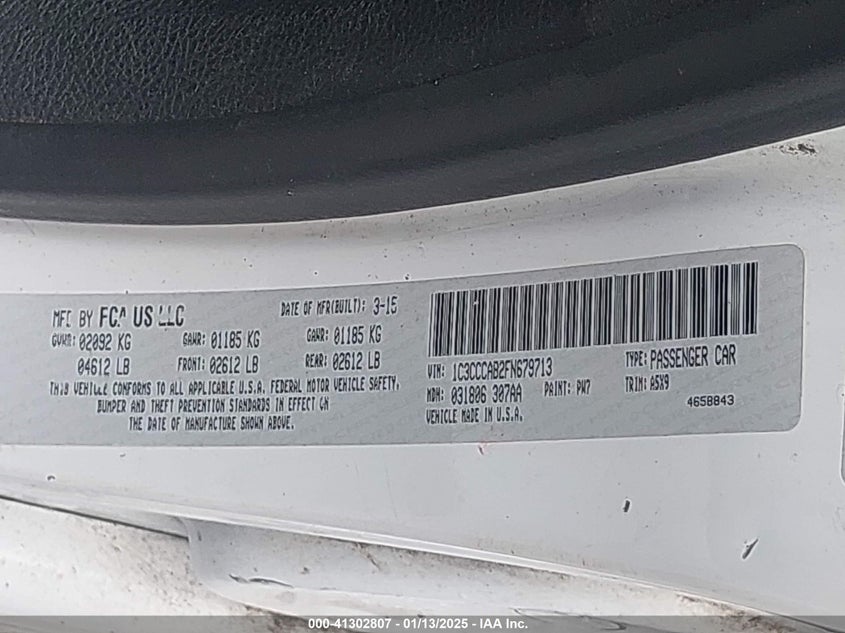 MFD BY FCA US LLC DATE OF MFR(BUILT): 3-15
GVWR: 02092 KG GAWR: 01185 KG GAWR: 01185 KG
04612 LB FRONT: 02612 LB REAR: 02612 LB
THIS VEHICLE CONFORMS TO ALL APPLICABLE U.S.A. FEDERAL MOTOR VEHICLE SAFETY,
BUMPER AND THEFT PREVENTION STANDARDS IN EFFECT ON
THE DATE OF MANUFACTURE SHOWN ABOVE.
VIN: 1C3CCCAB2FN679713 TYPE: PASSENGER CAR
MDH: 031806 307AA PAINT: PW7 TRIM: A5X9
VEHICLE MADE IN U.S.A. 4658843
000-41302807 - 01/13/2025 - IAA Inc.